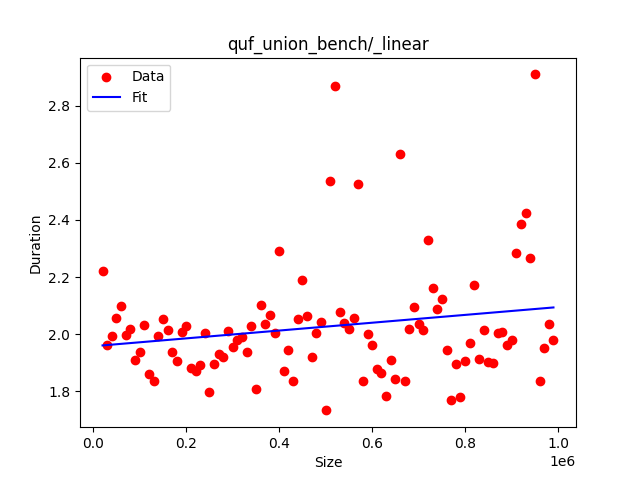 quf_union_bench/_linear
Data
Fit
Duration
2.8
2.6
2.4
2.2
2.0
1.8
0.0 0.2 0.4 0.6 0.8 1.0
1e6
Size